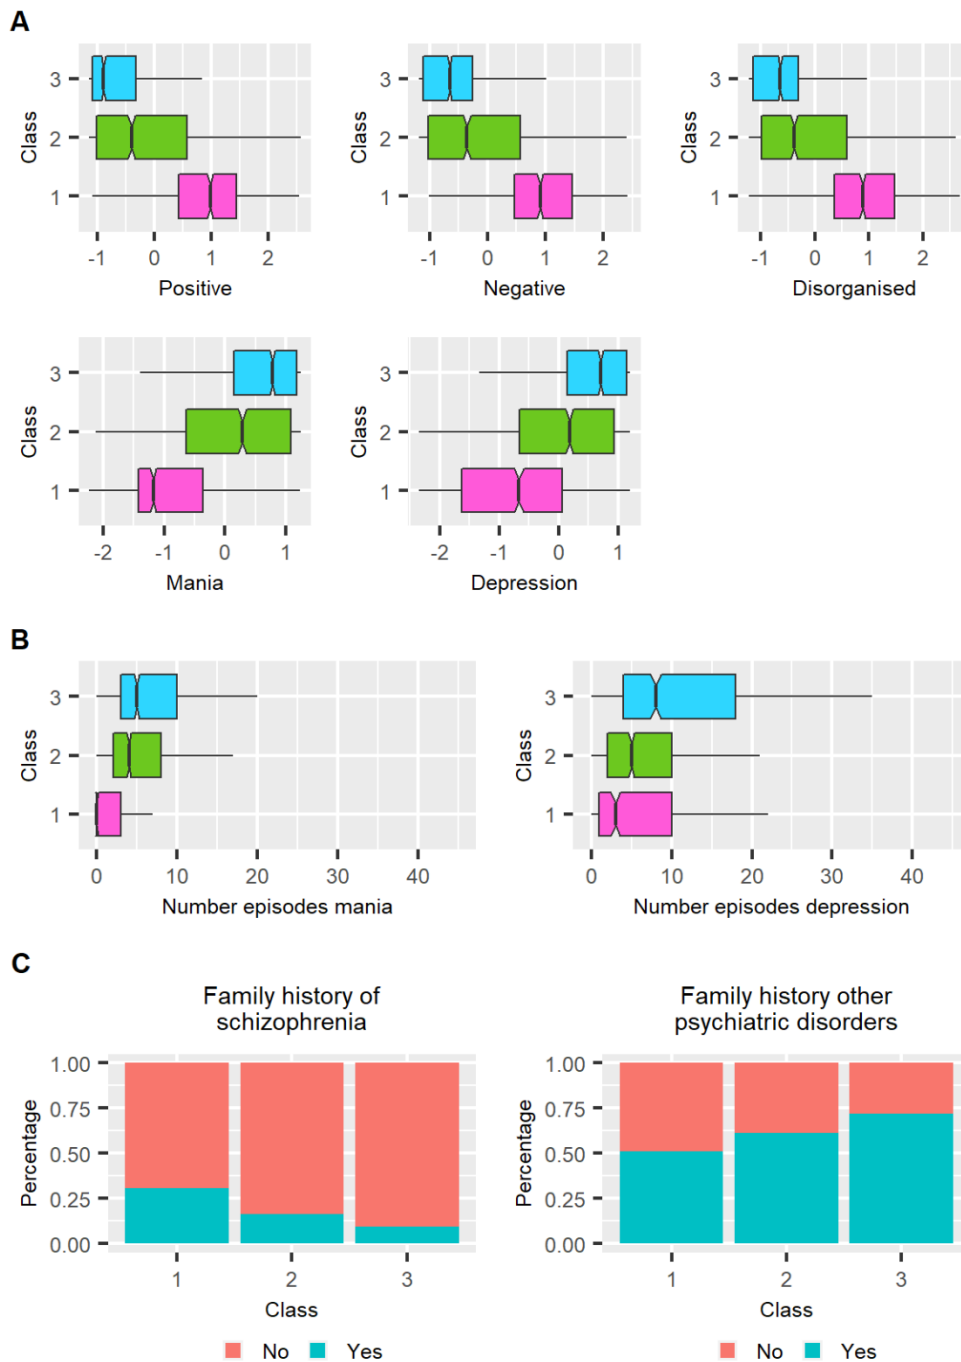 A
Class
3
2
1
-1 0 1 2
Positive
Class
3
2
1
-1 0 1 2
Negative
Class
3
2
1
-1 0 1 2
Disorganised
Class
3
2
1
-2 -1 0 1
Mania
Class
3
2
1
-2 -1 0 1
Depression
B
Class
3
2
1
0 10 20 30 40
Number episodes mania
Class
3
2
1
0 10 20 30 40
Number episodes depression
C
Family history of
schizophrenia
Percentage
1.00
0.75
0.50
0.25
0.00
1 2 3
Class
No Yes
Family history other
psychiatric disorders
Percentage
1.00
0.75
0.50
0.25
0.00
1 2 3
Class
No Yes